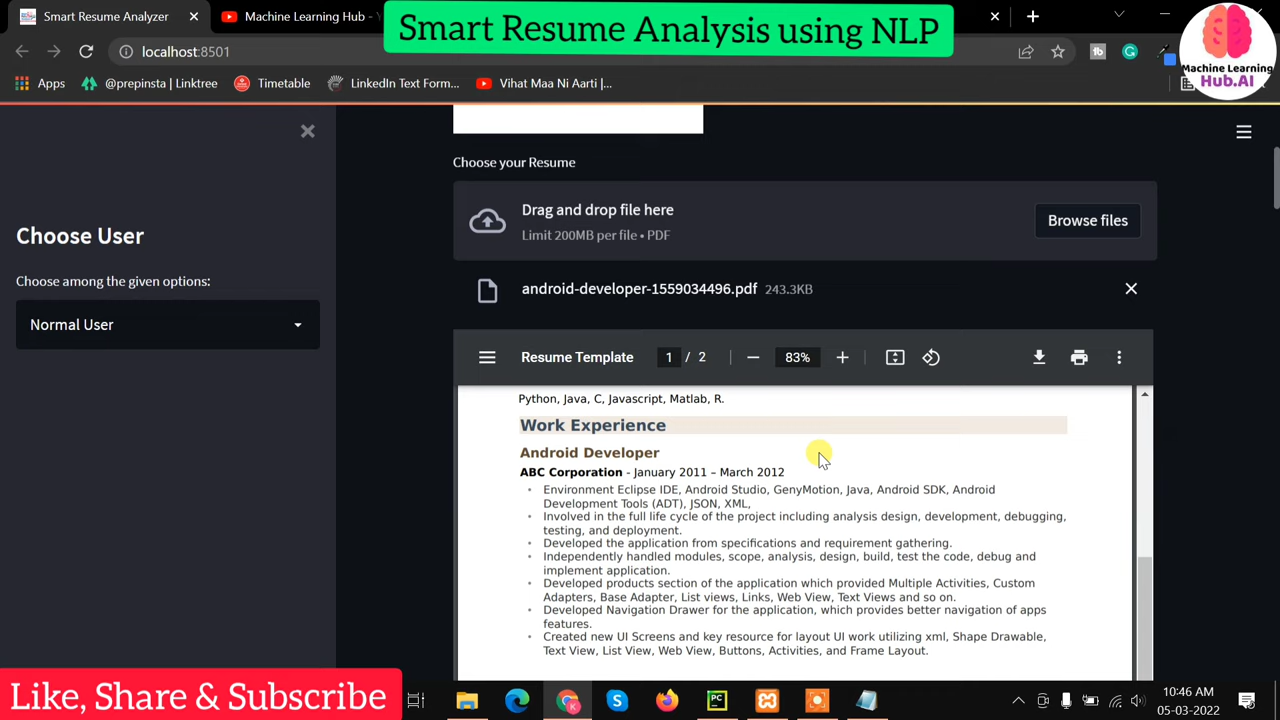 Smart Resume Analyzer
Machine Learning Hub -
Smart Resume Analysis using NLP
localhost:8501
Apps
@prepinsta | Linktree
Timetable
LinkedIn Text Form...
Vihat Maa Ni Aarti |...
Machine Learning
Hub.AI
Choose User
Choose among the given options:
Normal User
Choose your Resume
Drag and drop file here
Limit 200MB per file • PDF
Browse files
android-developer-1559034496.pdf 243.3KB
Resume Template
1 / 2
83%
Python, Java, C, Javascript, Matlab, R.
Work Experience
Android Developer
ABC Corporation - January 2011 – March 2012
• Environment Eclipse IDE, Android Studio, GenyMotion, Java, Android SDK, Android
Development Tools (ADT), JSON, XML,
• Involved in the full life cycle of the project including analysis design, development, debugging,
testing, and deployment.
• Developed the application from specifications and requirement gathering.
• Independently handled modules, scope, analysis, design, build, test the code, debug and
implement application.
• Developed products section of the application which provided Multiple Activities, Custom
Adapters, Base Adapter, List views, Links, Web View, Text Views and so on.
• Developed Navigation Drawer for the application, which provides better navigation of apps
features.
• Created new UI Screens and key resource for layout UI work utilizing xml, Shape Drawable,
Text View, List View, Web View, Buttons, Activities, and Frame Layout.
Like, Share & Subscribe
10:46 AM
05-03-2022